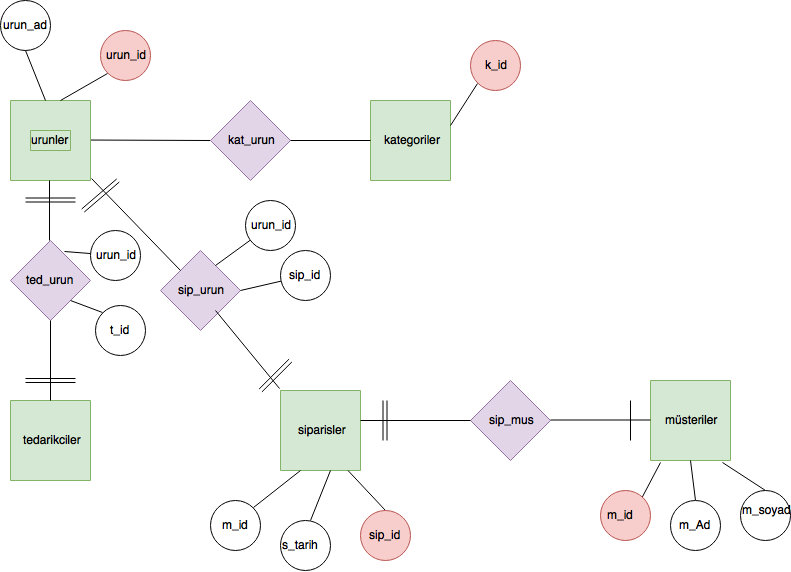 urun_ad
urun_id
k_id
urunler
kat_urun
kategoriler
urun_id
urun_id
sip_id
ted_urun
sip_urun
t_id
tedarikciler
siparisler
sip_mus
müsteriler
m_id
s_tarih
sip_id
m_id
m_Ad
m_soyad